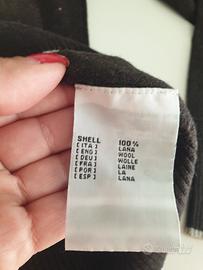 SHELL 100%
[ITA] LANA
[ENG] WOOL
[DEU] WOLLE
[FRA] LAINE
[POR] LA
[ESP] LANA